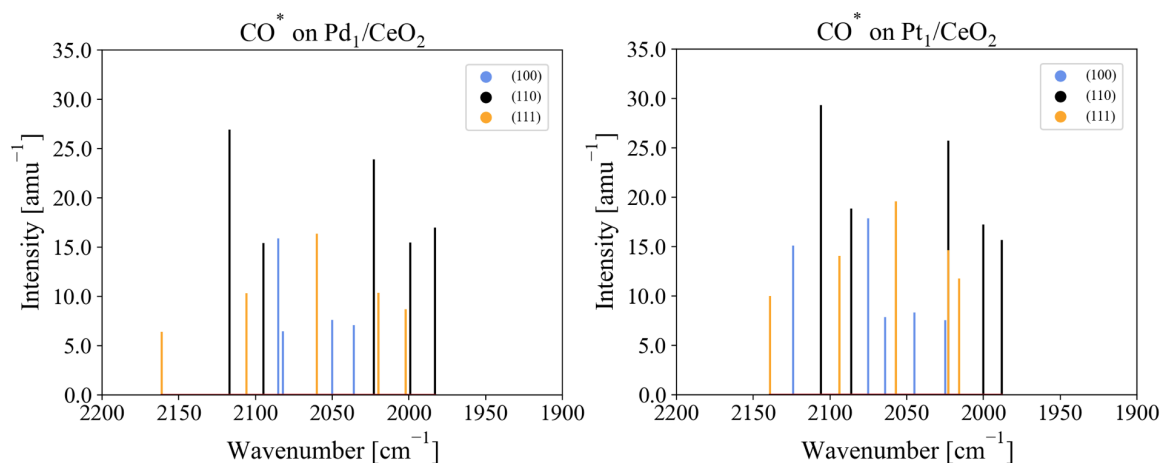 CO* on Pd₁/CeO₂
35.0
30.0
25.0
20.0
15.0
10.0
5.0
0.0
Intensity [amu⁻¹]
2200 2150 2100 2050 2000 1950 1900
Wavenumber [cm⁻¹]
(100)
(110)
(111)
CO* on Pt₁/CeO₂
35.0
30.0
25.0
20.0
15.0
10.0
5.0
0.0
Intensity [amu⁻¹]
2200 2150 2100 2050 2000 1950 1900
Wavenumber [cm⁻¹]
(100)
(110)
(111)